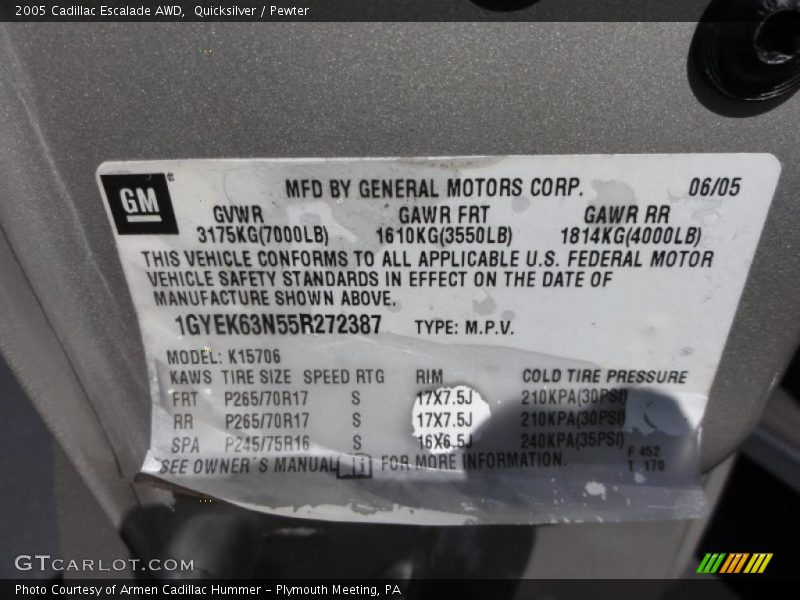 2005 Cadillac Escalade AWD, Quicksilver / Pewter
GM® MFD BY GENERAL MOTORS CORP. 06/05
GVWR GAWR FRT GAWR RR
3175KG(7000LB) 1610KG(3550LB) 1814KG(4000LB)
THIS VEHICLE CONFORMS TO ALL APPLICABLE U.S. FEDERAL MOTOR
VEHICLE SAFETY STANDARDS IN EFFECT ON THE DATE OF
MANUFACTURE SHOWN ABOVE.
1GYEK63N55R272387 TYPE: M.P.V.
MODEL: K15706
KAWS TIRE SIZE SPEED RTG RIM COLD TIRE PRESSURE
FRT P265/70R17 S 17X7.5J 210KPA(30PSI)
RR P265/70R17 S 17X7.5J 210KPA(30PSI)
SPA P245/75R16 S 16X6.5J 240KPA(35PSI)
SEE OWNER'S MANUAL FOR MORE INFORMATION.
F 452
T 170
GTCARLOT.COM
Photo Courtesy of Armen Cadillac Hummer – Plymouth Meeting, PA